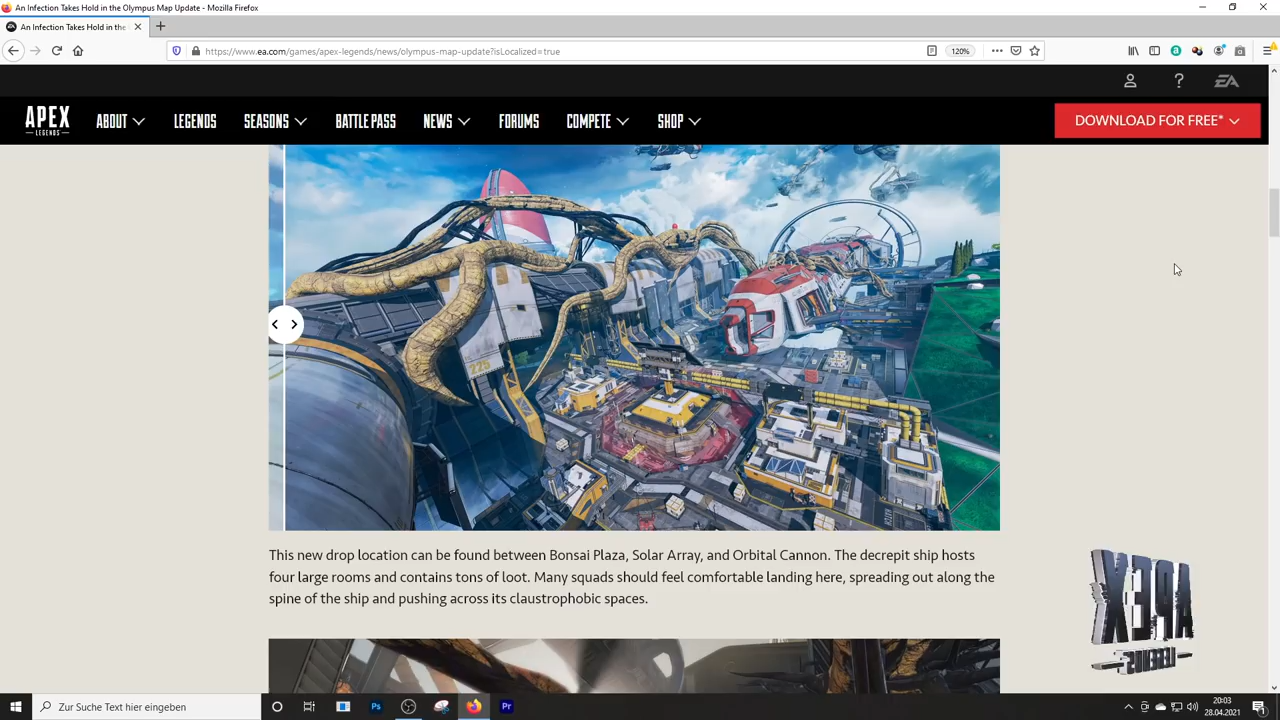 An Infection Takes Hold in the Olympus Map Update - Mozilla Firefox
An Infection Takes Hold in the
https://www.ea.com/games/apex-legends/news/olympus-map-update?isLocalized=true
120%
EA
APEX
LEGENDS
ABOUT LEGENDS SEASONS BATTLE PASS NEWS FORUMS COMPETE SHOP
DOWNLOAD FOR FREE*
This new drop location can be found between Bonsai Plaza, Solar Array, and Orbital Cannon. The decrepit ship hosts
four large rooms and contains tons of loot. Many squads should feel comfortable landing here, spreading out along the
spine of the ship and pushing across its claustrophobic spaces.
APEX
LEGENDS
Zur Suche Text hier eingeben
Ps
Pr
20:03
28.04.2021
1